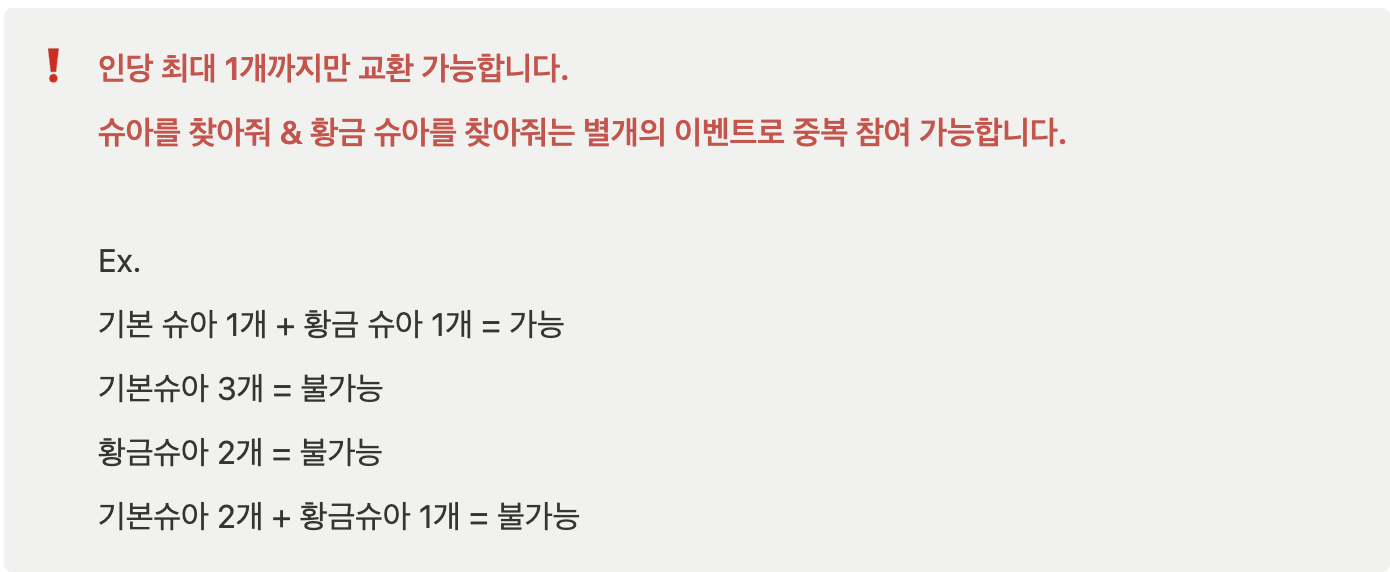 ❗ 인당 최대 1개까지만 교환 가능합니다.
슈아를 찾아줘 & 황금 슈아를 찾아줘는 별개의 이벤트로 중복 참여 가능합니다.
Ex.
기본 슈아 1개 + 황금 슈아 1개 = 가능
기본슈아 3개 = 불가능
황금슈아 2개 = 불가능
기본슈아 2개 + 황금슈아 1개 = 불가능